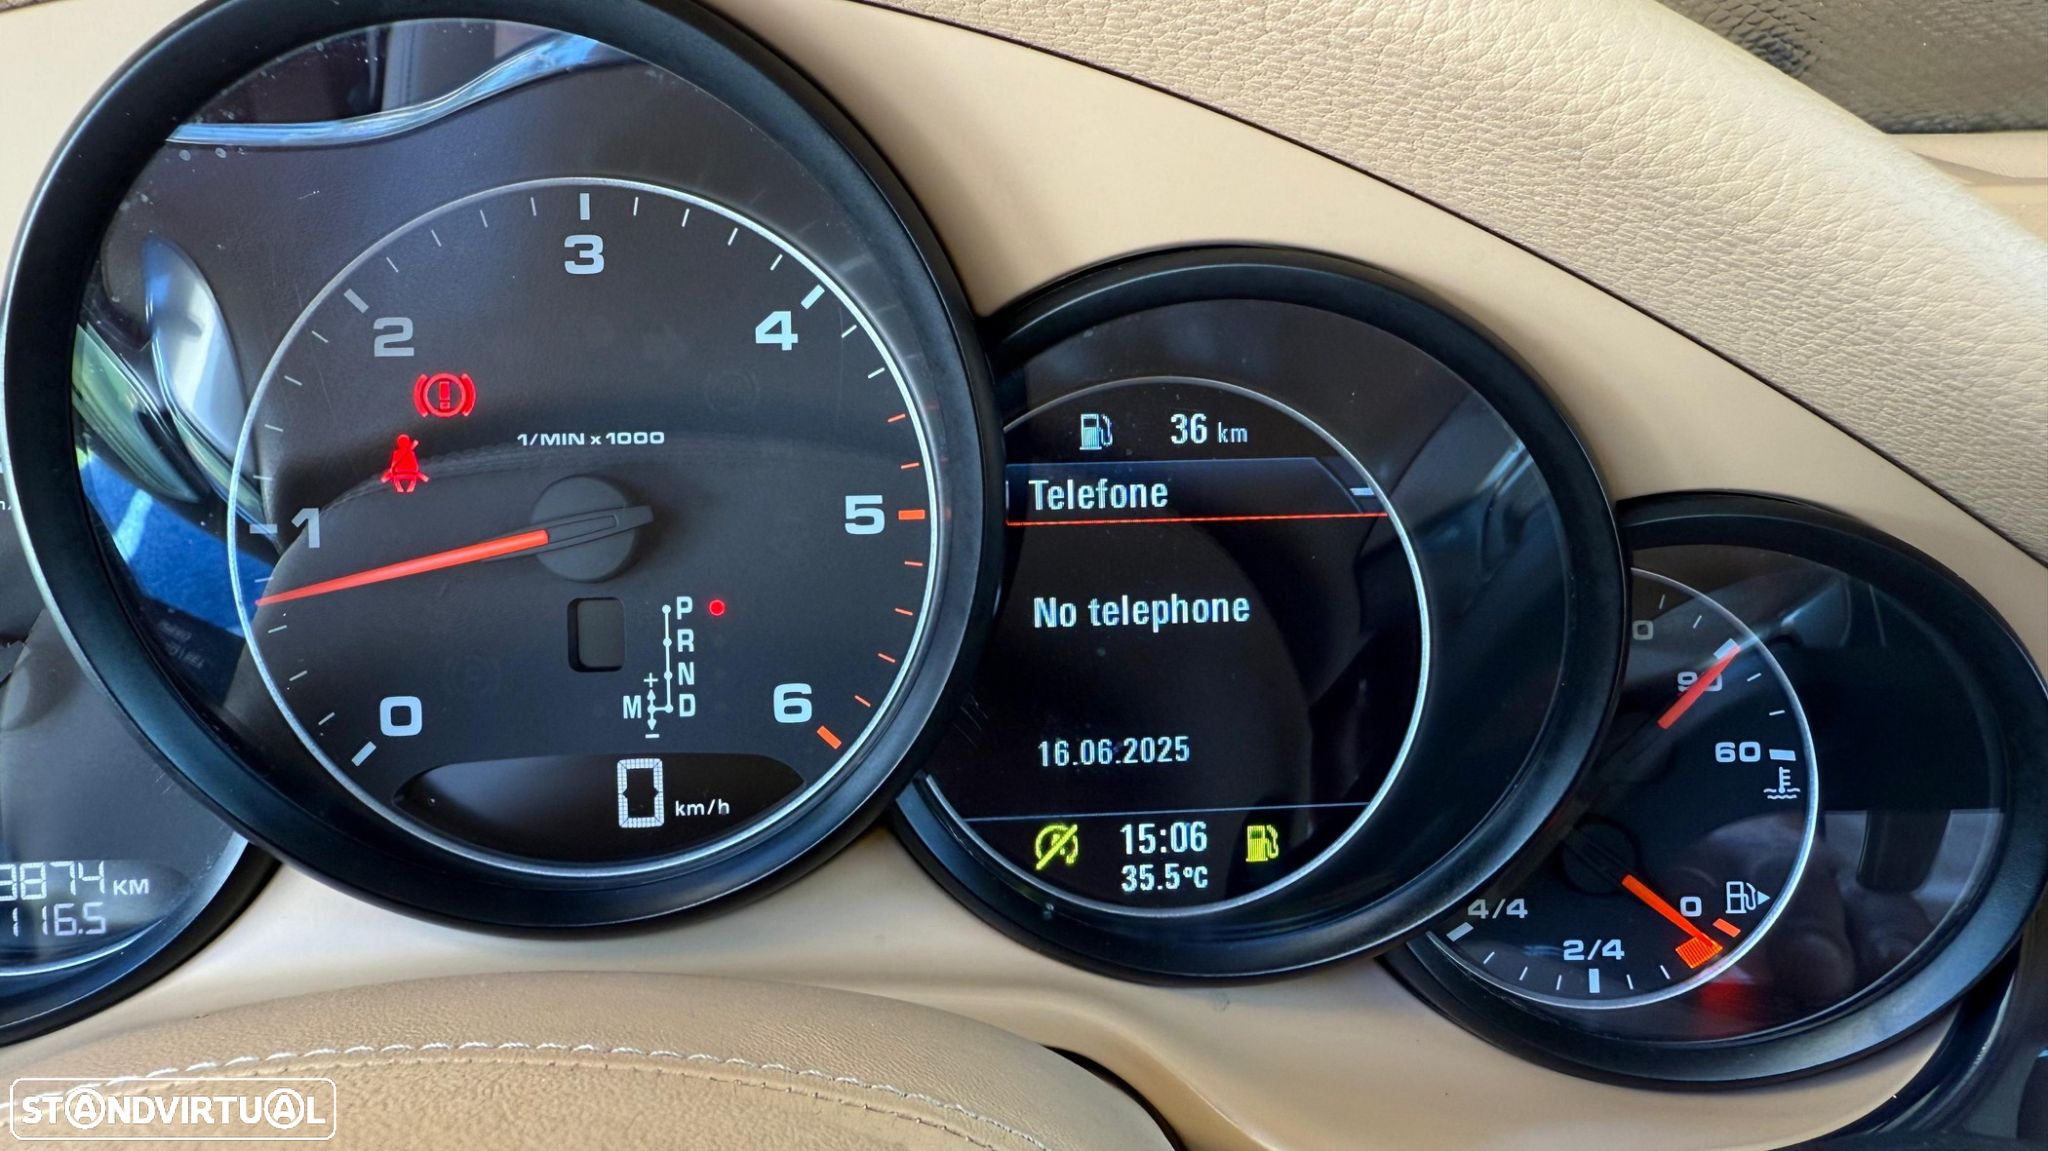 3
2
4
1/MIN x 1000
1
5
P
R
N
+
M D
−
0
6
0 km/h
3874 KM
116.5
36 km
Telefone
No telephone
16.06.2025
15:06
35.5°C
90
60
4/4
2/4
0
STANDVIRTUAL